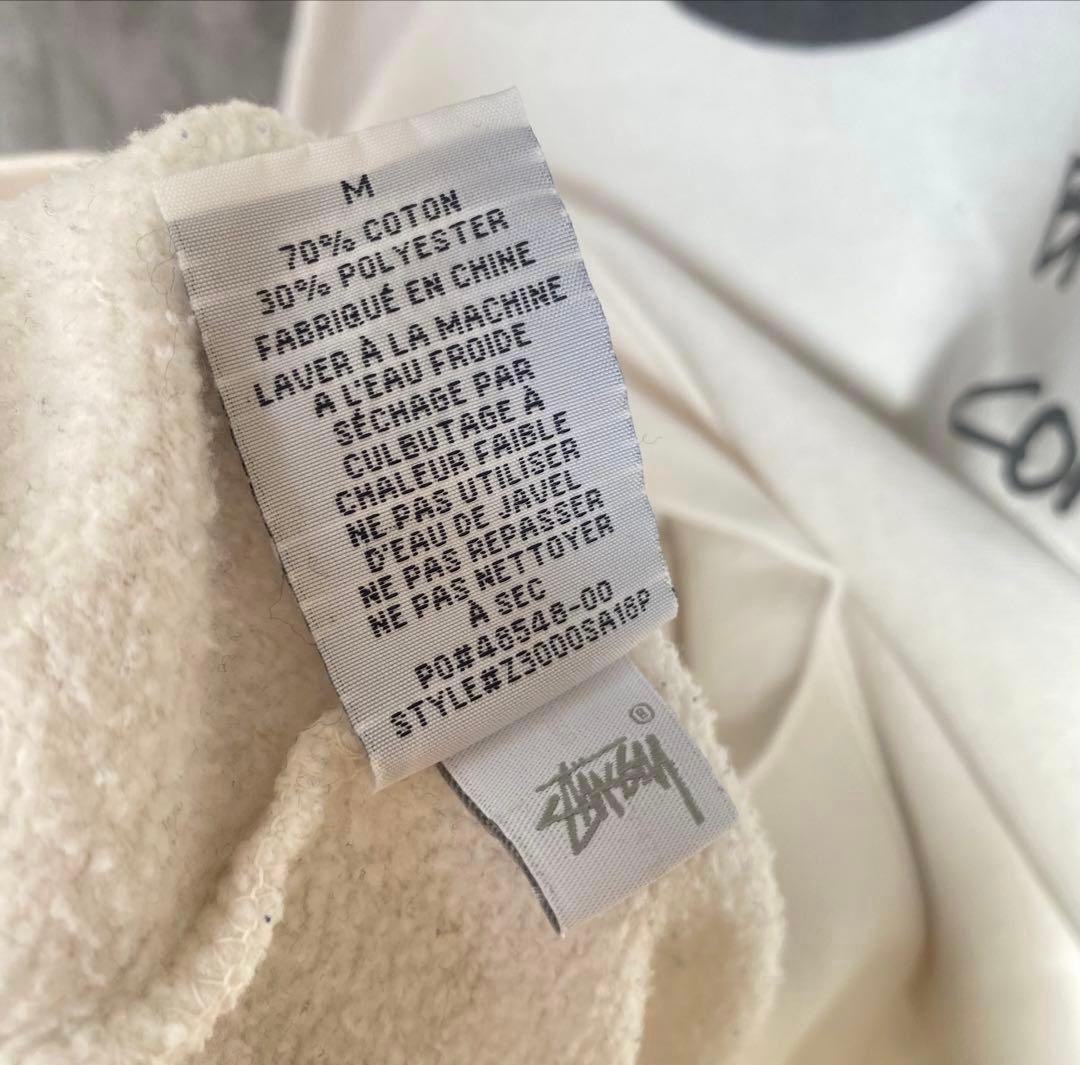 M
70% COTON
30% POLYESTER
FABRIQUÉ EN CHINE
LAVER À LA MACHINE
A L'EAU FROIDE
SÉCHAGE PAR
CULBUTAGE À
CHALEUR FAIBLE
NE PAS UTILISER
D'EAU DE JAVEL
NE PAS REPASSER
NE PAS NETTOYER
À SEC
PO#48548-00
STYLE#Z3000SA16P
STÜSSY ®